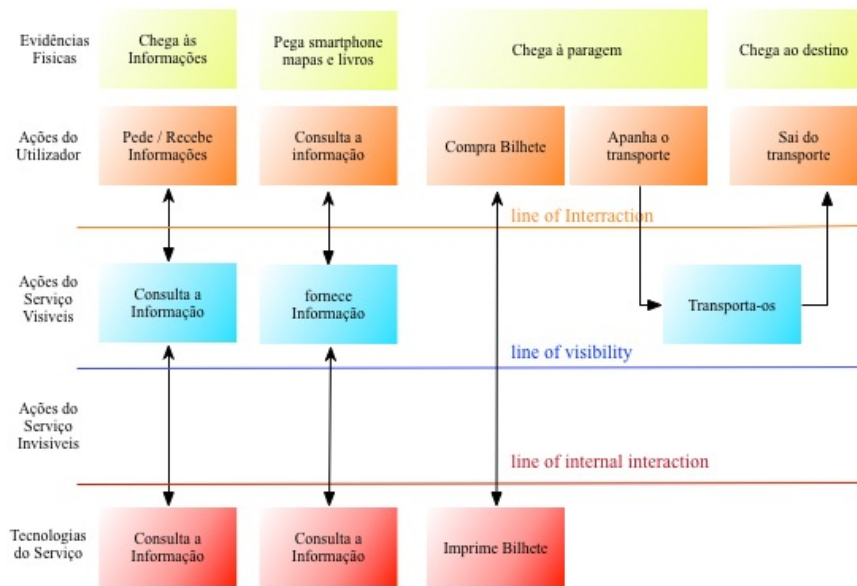 Evidências
Fisicas
Chega às
Informações
Pega smartphone
mapas e livros
Chega à paragem
Chega ao destino
Ações do
Utilizador
Pede / Recebe
Informações
Consulta a
informação
Compra Bilhete
Apanha o
transporte
Sai do
transporte
line of Interraction
Ações do
Serviço
Visiveis
Consulta a
Informação
fornece
Informação
Transporta-os
line of visibility
Ações do
Serviço
Invisiveis
line of internal interaction
Tecnologias
do Serviço
Consulta a
Informação
Consulta a
Informação
Imprime Bilhete